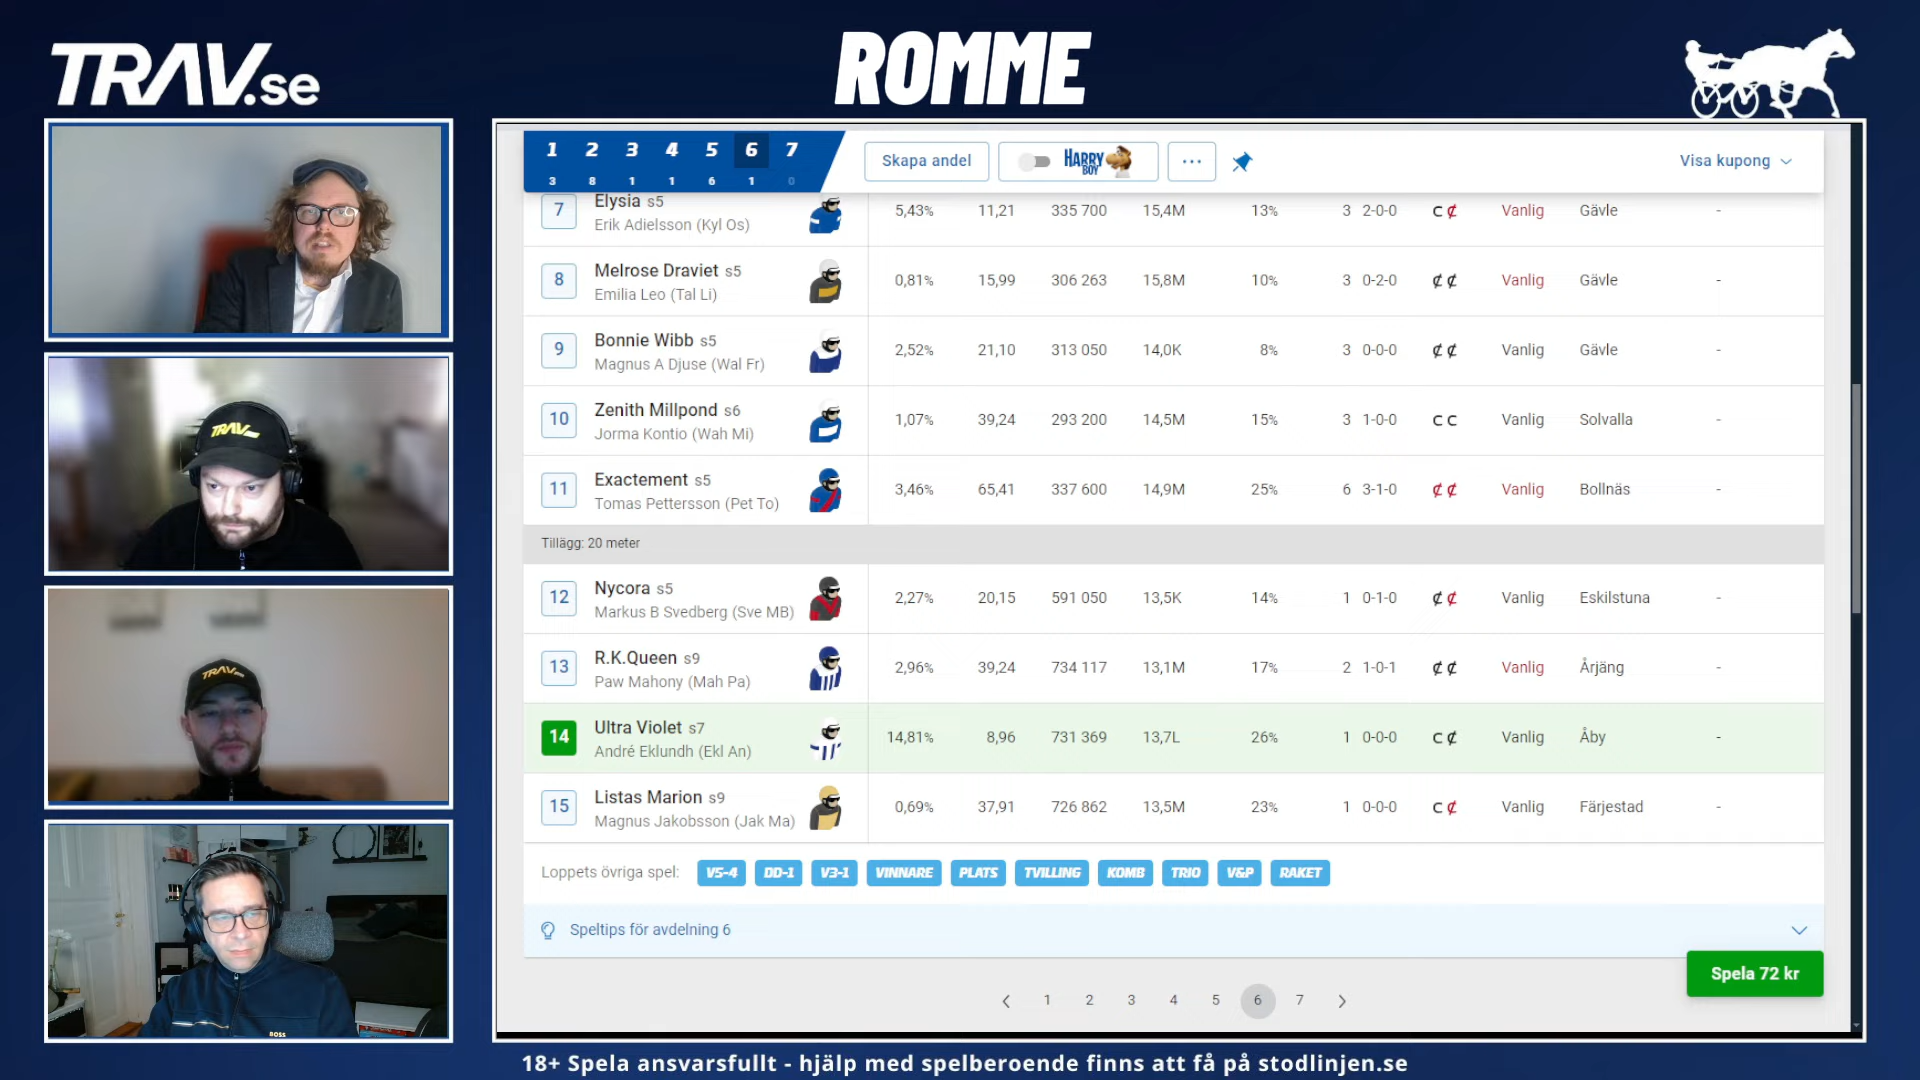 TRAV.se
ROMME
1 2 3 4 5 6 7
3 8 1 1 6 1 0
Skapa andel
HARRY BOY
...
Visa kupong
7 Elysia s5 5,43% 11,21 335 700 15,4M 13% 3 2-0-0 C ₵ Vanlig Gävle -
Erik Adielsson (Kyl Os)
8 Melrose Draviet s5 0,81% 15,99 306 263 15,8M 10% 3 0-2-0 ₵ ₵ Vanlig Gävle -
Emilia Leo (Tal Li)
9 Bonnie Wibb s5 2,52% 21,10 313 050 14,0K 8% 3 0-0-0 ₵ ₵ Vanlig Gävle -
Magnus A Djuse (Wal Fr)
10 Zenith Millpond s6 1,07% 39,24 293 200 14,5M 15% 3 1-0-0 C C Vanlig Solvalla -
Jorma Kontio (Wah Mi)
11 Exactement s5 3,46% 65,41 337 600 14,9M 25% 6 3-1-0 ₵ ₵ Vanlig Bollnäs -
Tomas Pettersson (Pet To)
Tillägg: 20 meter
12 Nycora s5 2,27% 20,15 591 050 13,5K 14% 1 0-1-0 ₵ ₵ Vanlig Eskilstuna -
Markus B Svedberg (Sve MB)
13 R.K.Queen s9 2,96% 39,24 734 117 13,1M 17% 2 1-0-1 ₵ ₵ Vanlig Årjäng -
Paw Mahony (Mah Pa)
14 Ultra Violet s7 14,81% 8,96 731 369 13,7L 26% 1 0-0-0 C ₵ Vanlig Åby -
André Eklundh (Ekl An)
15 Listas Marion s9 0,69% 37,91 726 862 13,5M 23% 1 0-0-0 C ₵ Vanlig Färjestad -
Magnus Jakobsson (Jak Ma)
Loppets övriga spel: V5-4 DD-1 V3-1 VINNARE PLATS TVILLING KOMB TRIO V&P RAKET
Speltips för avdelning 6
Spela 72 kr
1 2 3 4 5 6 7
TRAV.se
TRAV.se
BOSS
18+ Spela ansvarsfullt - hjälp med spelberoende finns att få på stodlinjen.se